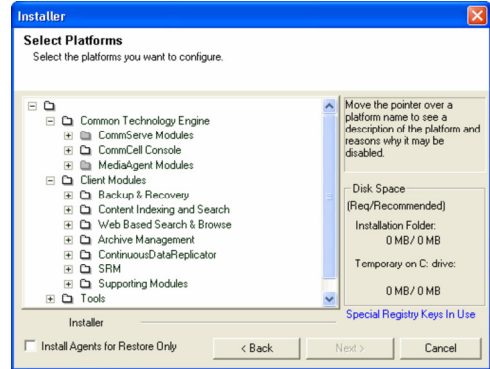 Installer
Select Platforms
Select the platforms you want to configure.
Common Technology Engine
CommServe Modules
CommCell Console
MediaAgent Modules
Client Modules
Backup & Recovery
Content Indexing and Search
Web Based Search & Browse
Archive Management
ContinuousDataReplicator
SRM
Supporting Modules
Tools
Move the pointer over a
platform name to see a
description of the platform and
reasons why it may be
disabled.
Disk Space
(Req/Recommended)
Installation Folder:
0 MB/ 0 MB
Temporary on C: drive:
0 MB/ 0 MB
Special Registry Keys In Use
Installer
Install Agents for Restore Only
< Back
Next >
Cancel